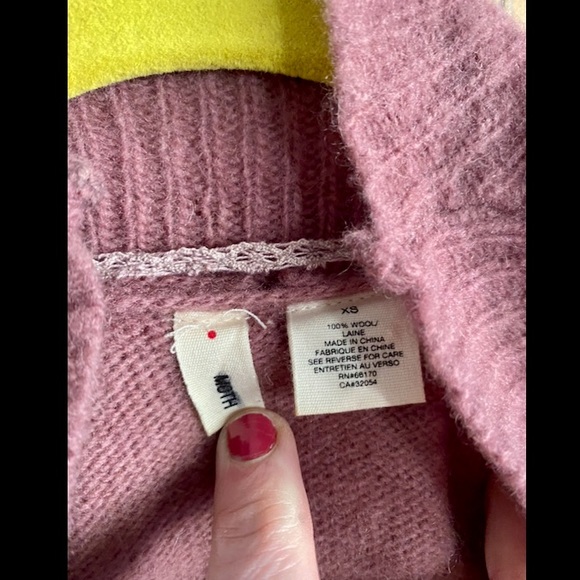 MOTH
XS
100% WOOL/
LAINE
MADE IN CHINA
FABRIQUE EN CHINE
SEE REVERSE FOR CARE
ENTRETIEN AU VERSO
RN#66170
CA#32054